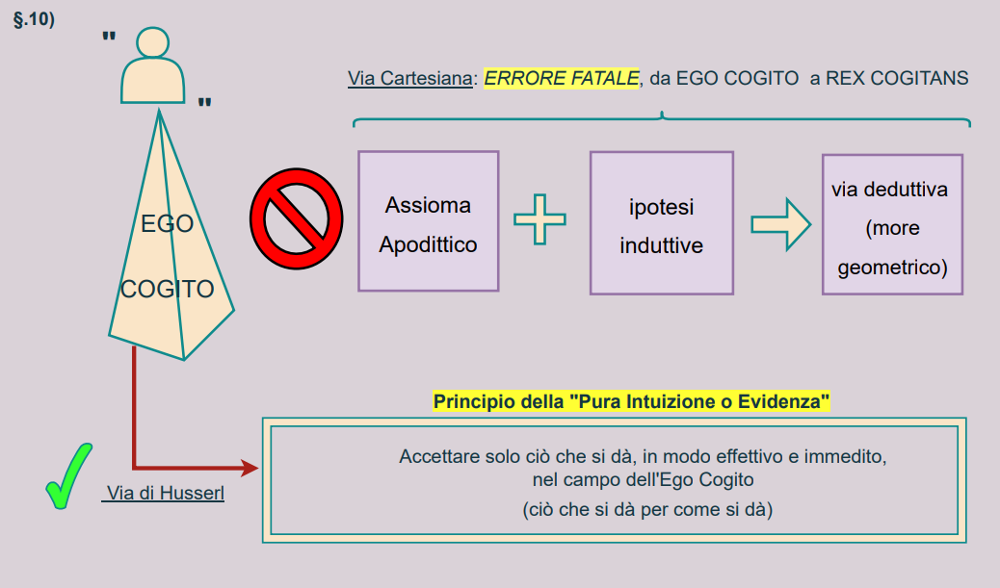 §.10)
"
"
Via Cartesiana: ERRORE FATALE, da EGO COGITO a REX COGITANS
EGO
COGITO
Assioma
Apodittico
ipotesi
induttive
via deduttiva
(more
geometrico)
Principio della "Pura Intuizione o Evidenza"
Accettare solo ciò che si dà, in modo effettivo e immedito,
nel campo dell'Ego Cogito
(ciò che si dà per come si dà)
Via di Husserl